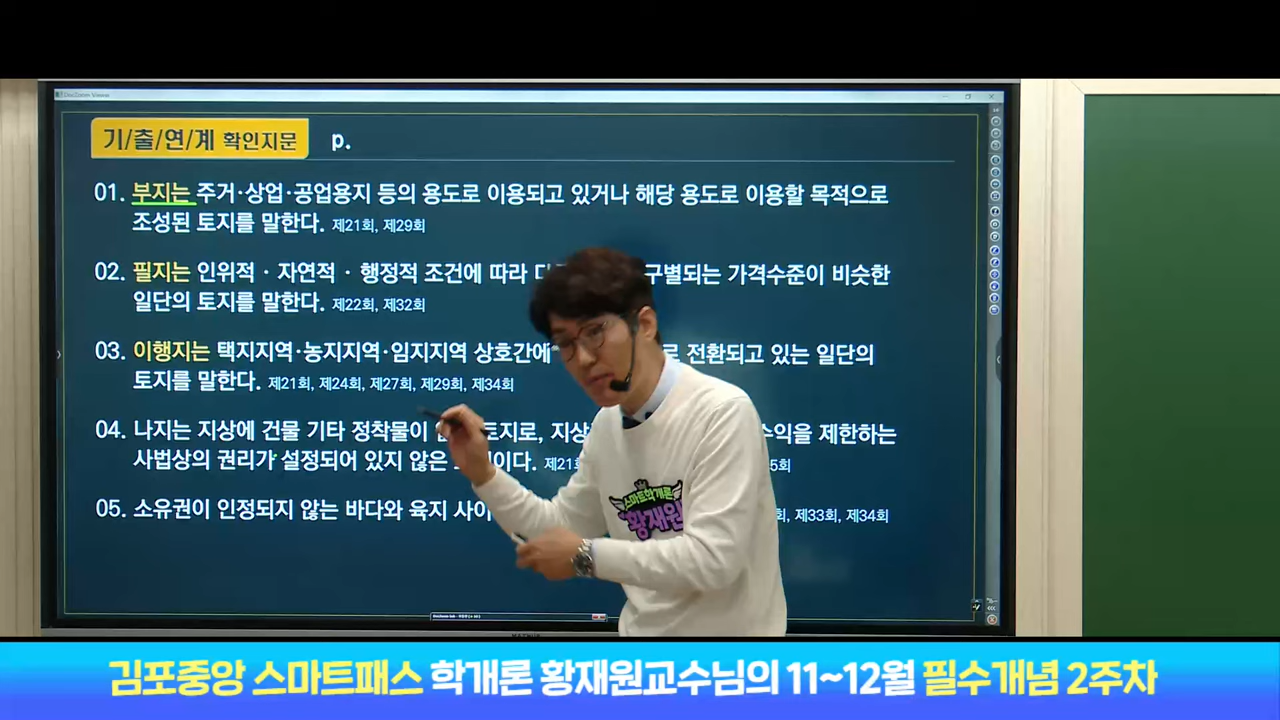 DocZoom Viewer
기/출/연/계 확인지문 p.
01. 부지는 주거·상업·공업용지 등의 용도로 이용되고 있거나 해당 용도로 이용할 목적으로
조성된 토지를 말한다. 제21회, 제29회
02. 필지는 인위적 · 자연적 · 행정적 조건에 따라 구별되는 가격수준이 비슷한
일단의 토지를 말한다. 제22회, 제32회
03. 이행지는 택지지역·농지지역·임지지역 상호간에 전환되고 있는 일단의
토지를 말한다. 제21회, 제24회, 제27회, 제29회, 제34회
04. 나지는 지상에 건물 기타 정착물이 토지로, 지상 수익을 제한하는
사법상의 권리가 설정되어 있지 않은
05. 소유권이 인정되지 않는 바다와 육지 사이 제33회, 제34회
스마트학개론
황재원
김포중앙 스마트패스 학개론 황재원교수님의 11~12월 필수개념 2주차